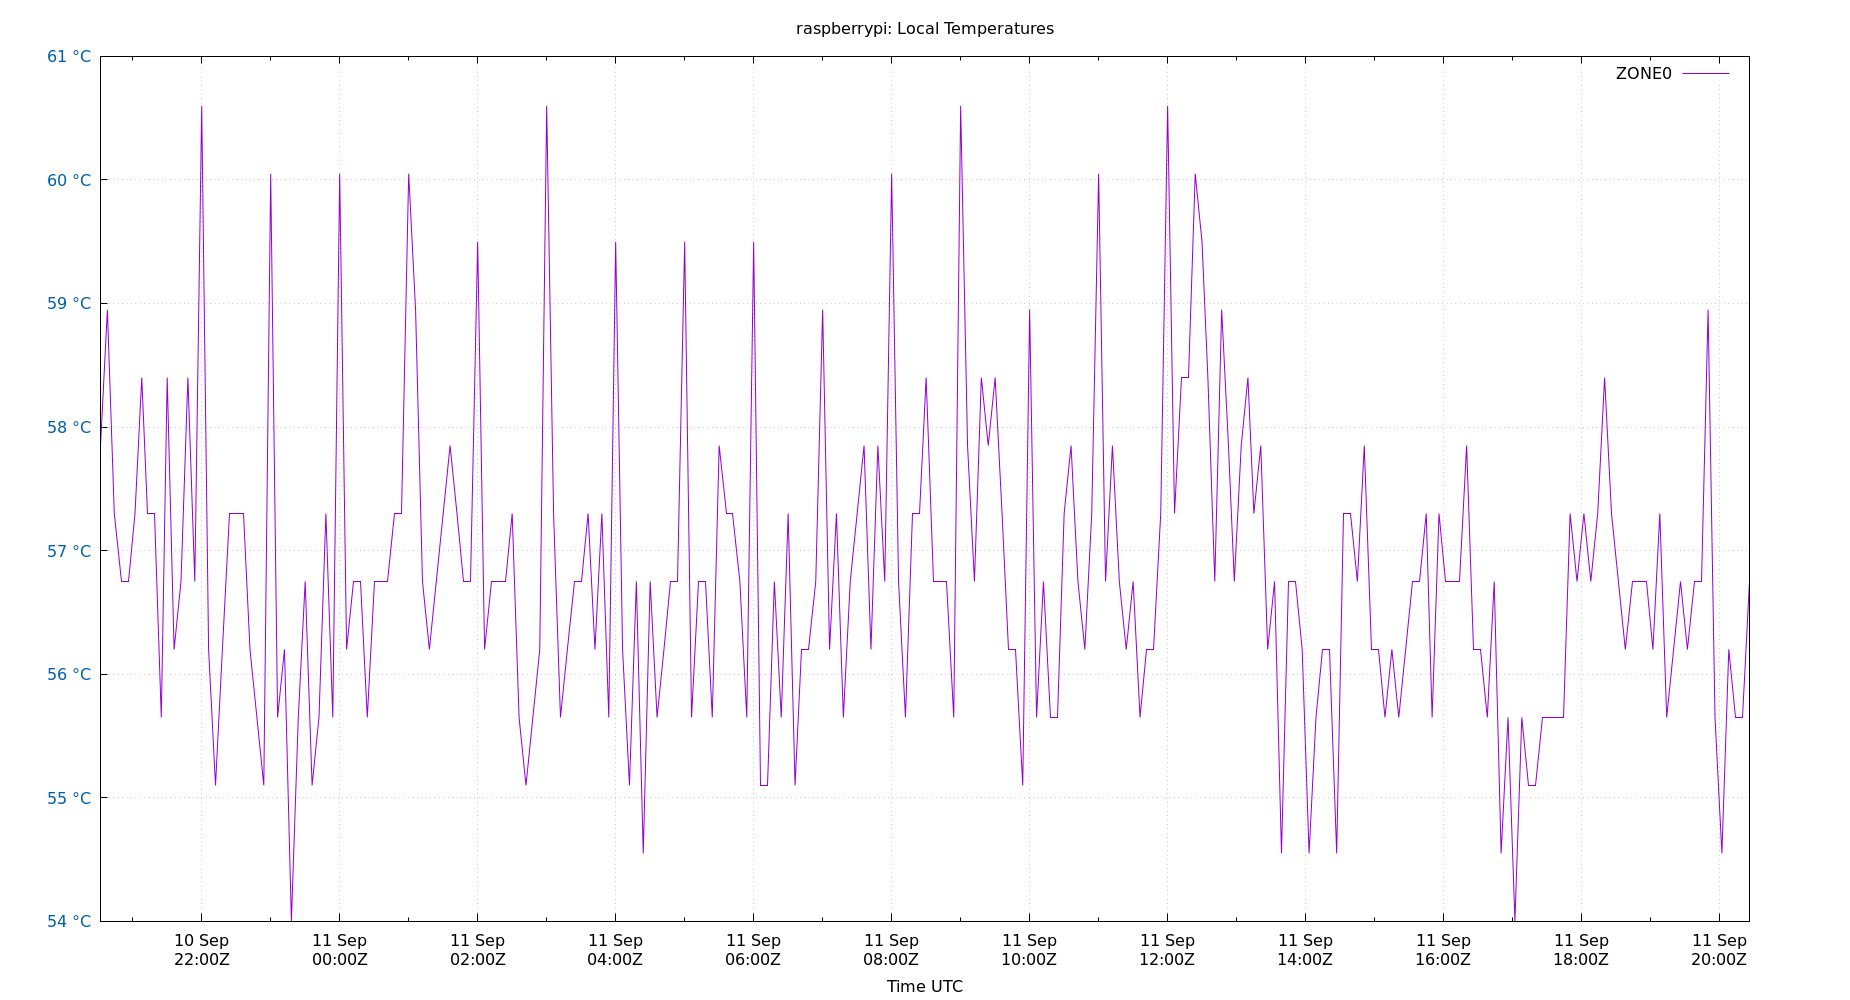 raspberrypi: Local Temperatures
61 °C
ZONE0
60 °C
59 °C
58 °C
57 °C
56 °C
55 °C
54 °C
10 Sep 11 Sep 11 Sep 11 Sep 11 Sep 11 Sep 11 Sep 11 Sep 11 Sep 11 Sep 11 Sep 11 Sep
22:00Z 00:00Z 02:00Z 04:00Z 06:00Z 08:00Z 10:00Z 12:00Z 14:00Z 16:00Z 18:00Z 20:00Z
Time UTC